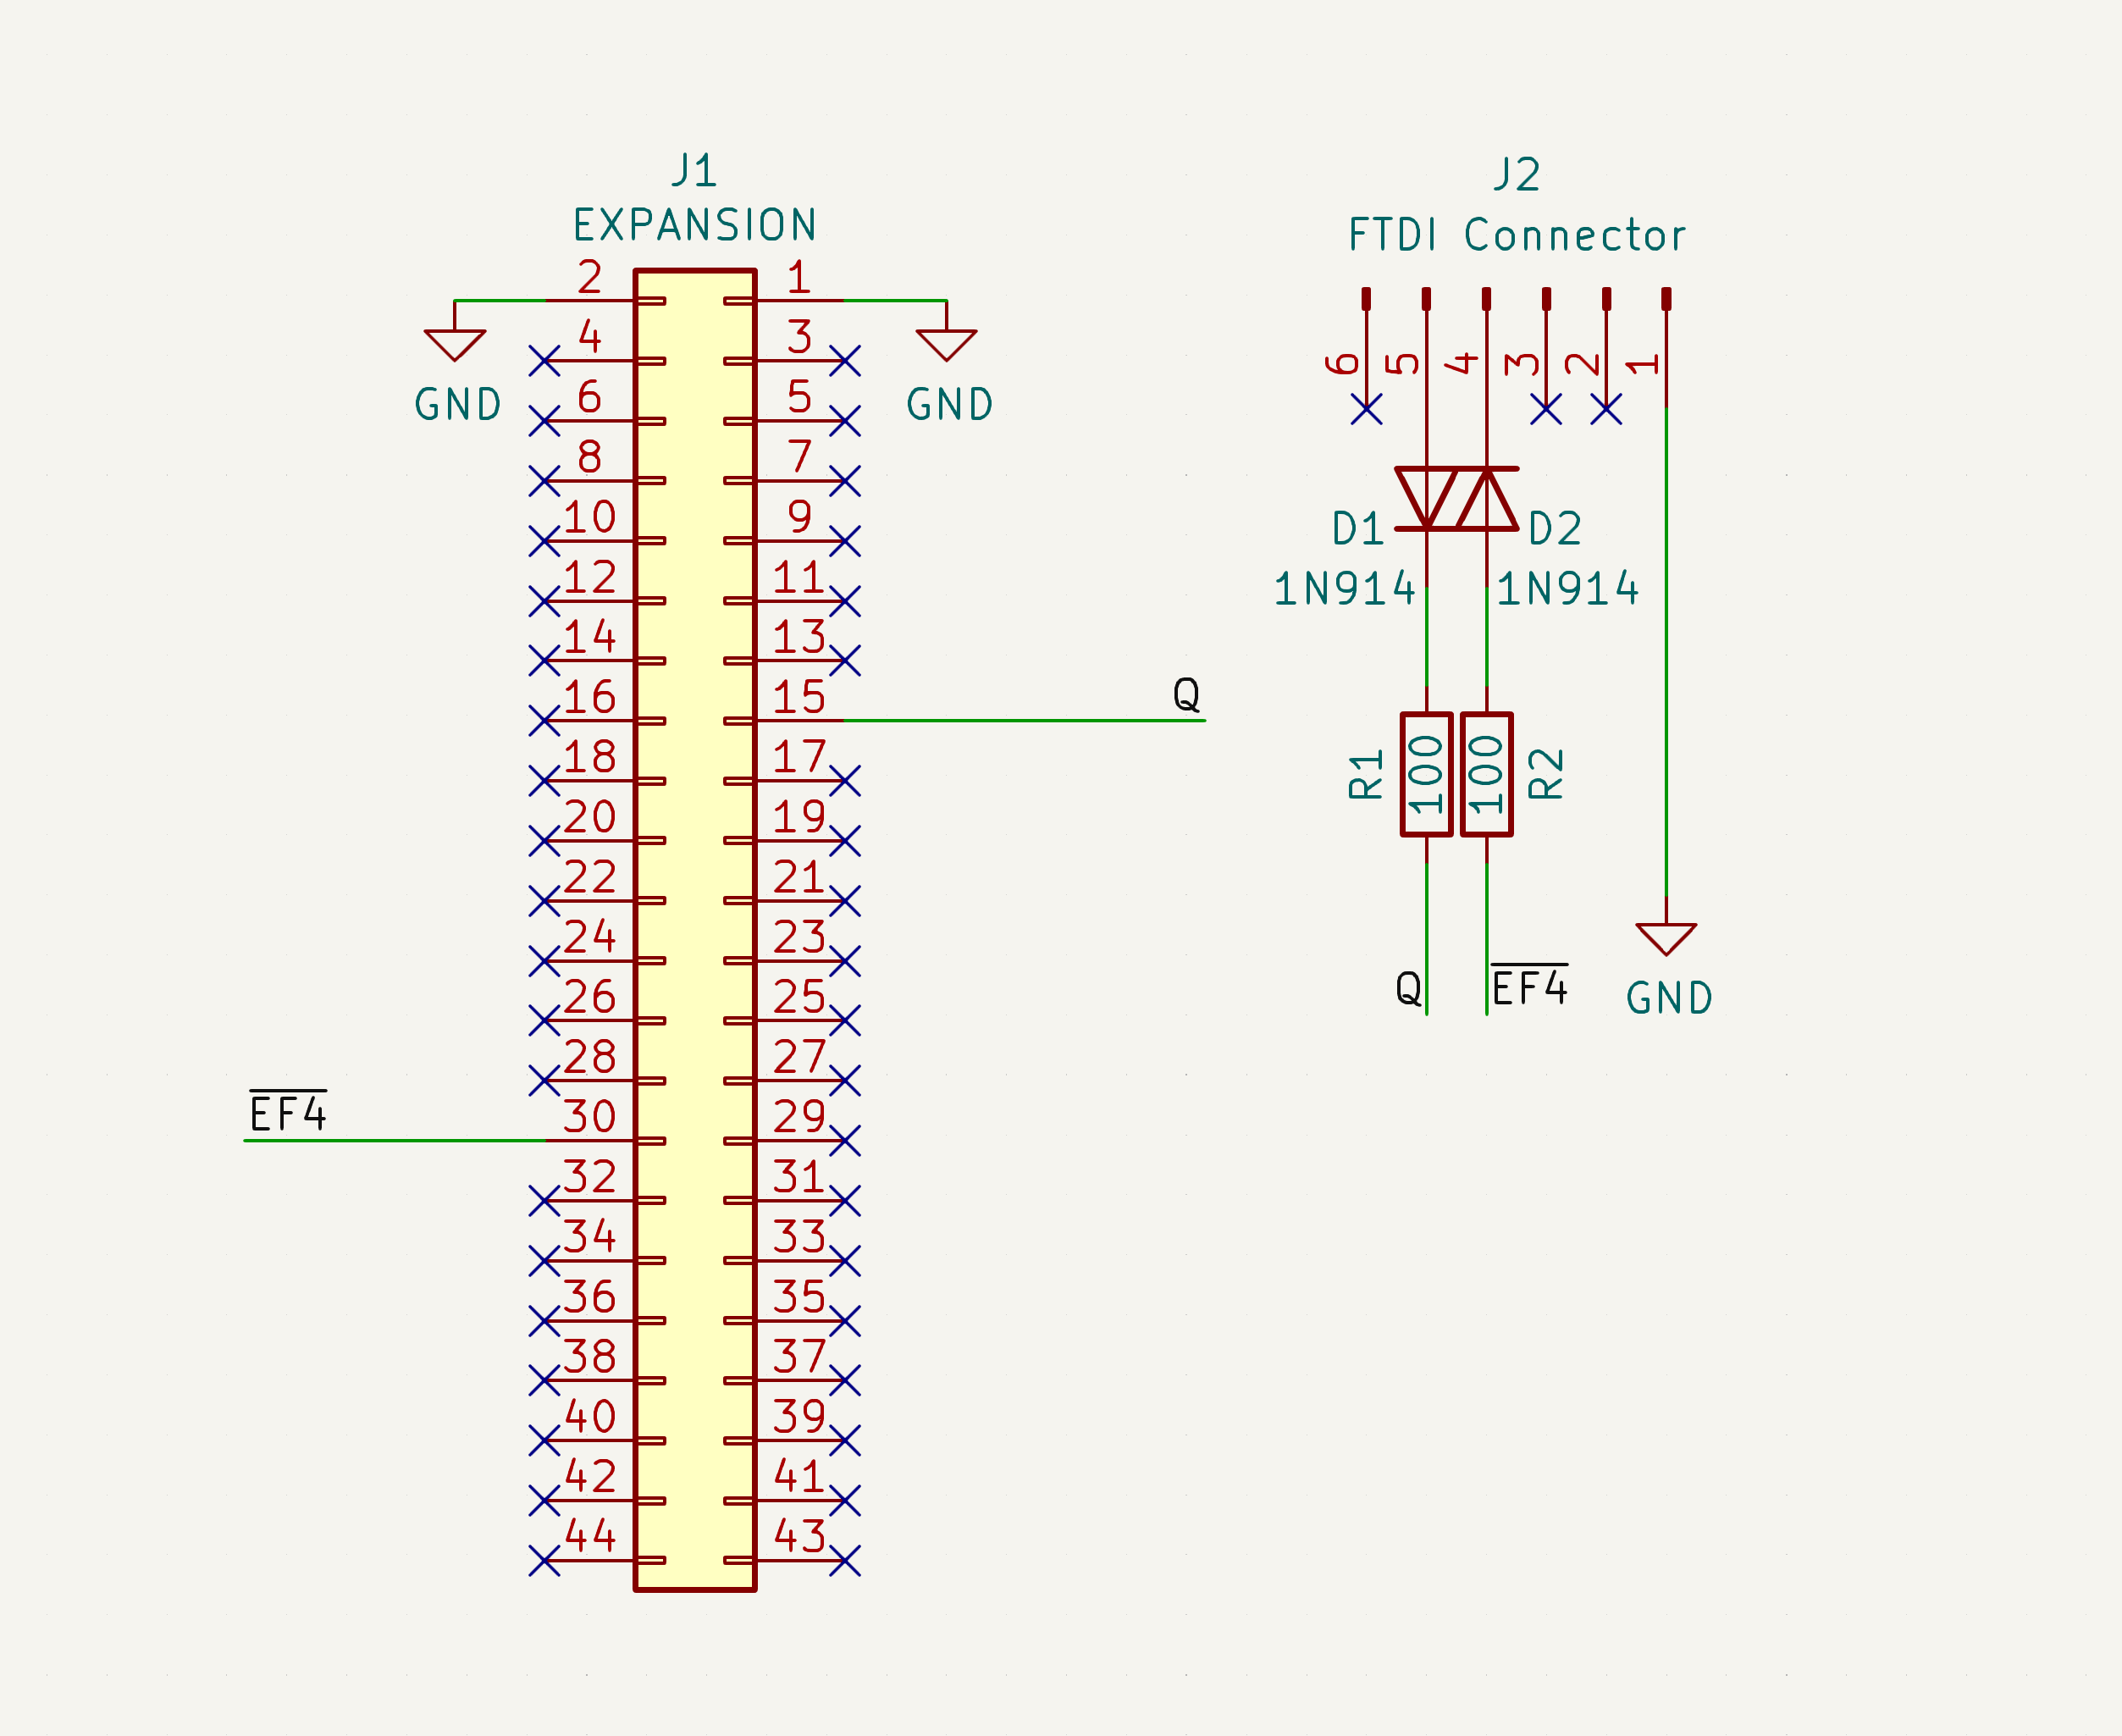 J1
EXPANSION
2 1
4 3
GND GND
6 5
8 7
10 9
12 11
14 13
16 15 Q
18 17
20 19
22 21
24 23
26 25
28 27
EF4
30 29
32 31
34 33
36 35
38 37
40 39
42 41
44 43
J2
FTDI Connector
6 5 4 3 2 1
D1 D2
1N914 1N914
R1 100 100 R2
Q EF4 GND